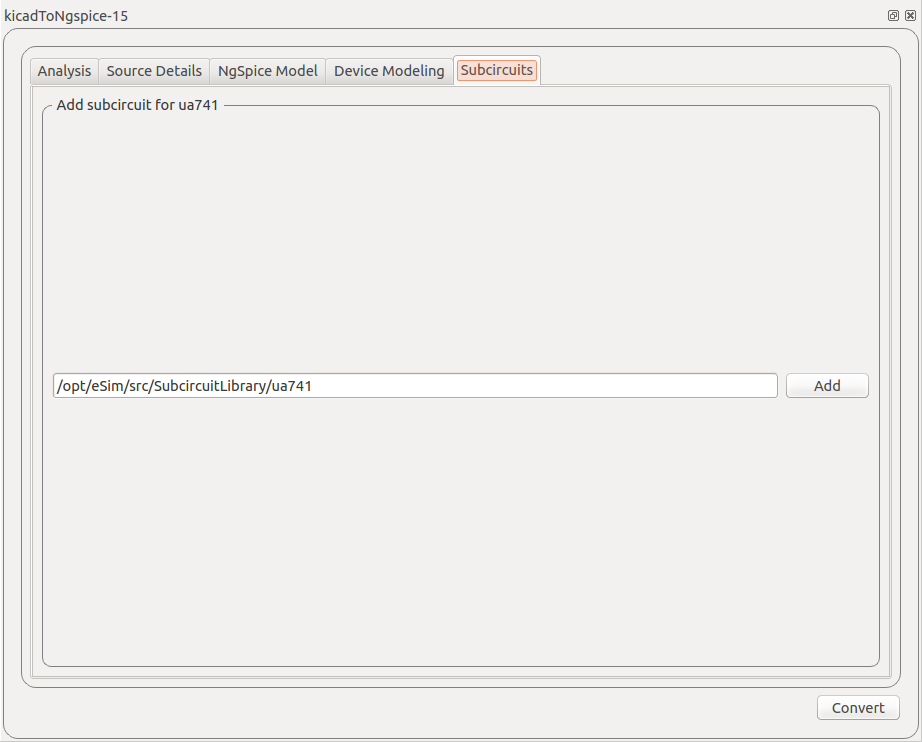 kicadToNgspice-15
Analysis Source Details NgSpice Model Device Modeling Subcircuits
Add subcircuit for ua741
/opt/eSim/src/SubcircuitLibrary/ua741 Add
Convert